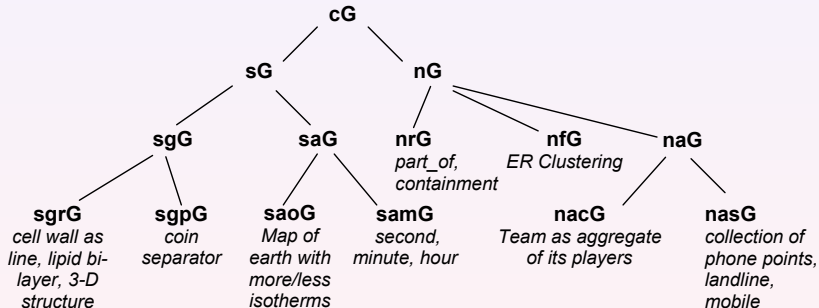 cG
sG
nG
sgG
saG
nrG
part_of,
containment
nfG
ER Clustering
naG
sgrG
cell wall as
line, lipid bi-
layer, 3-D
structure
sgpG
coin
separator
saoG
Map of
earth with
more/less
isotherms
samG
second,
minute, hour
nacG
Team as aggregate
of its players
nasG
collection of
phone points,
landline,
mobile